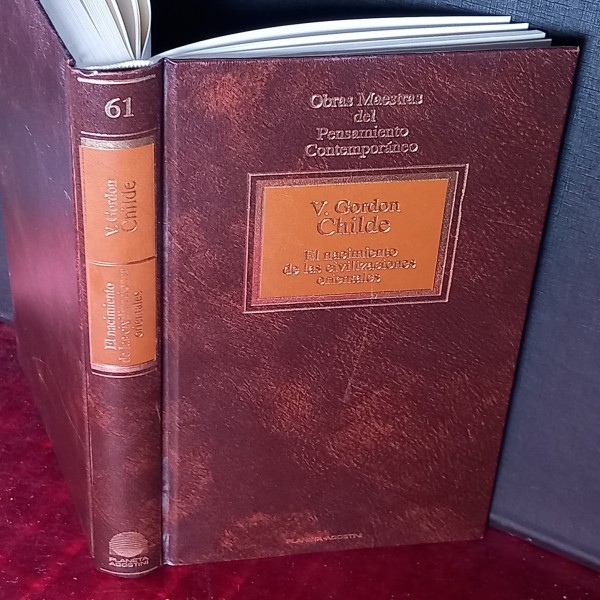 61
V. Gordon
Childe
El nacimiento
de las civilizaciones
orientales
PLANETA
AGOSTINI
Obras Maestras
del
Pensamiento
Contemporáneo
V. Gordon
Childe
El nacimiento
de las civilizaciones
orientales
PLANETA-AGOSTINI